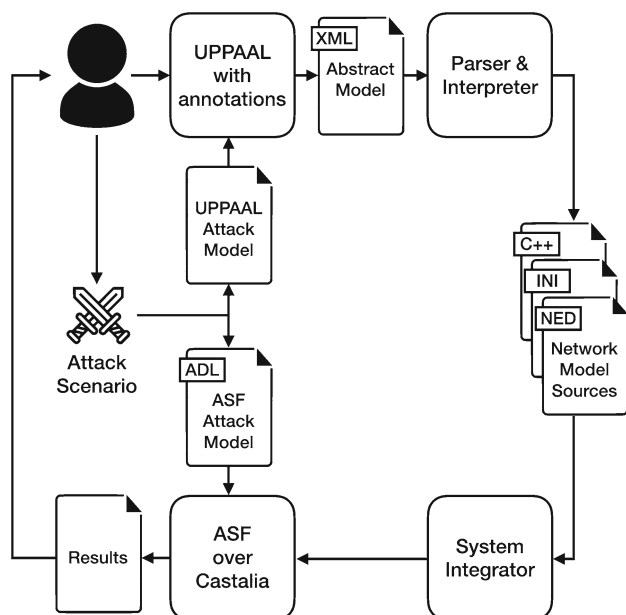 UPPAAL
with
annotations
XML
Abstract
Model
Parser &
Interpreter
UPPAAL
Attack
Model
C++
INI
NED
Network
Model
Sources
Attack
Scenario
ADL
ASF
Attack
Model
Results
ASF
over
Castalia
System
Integrator